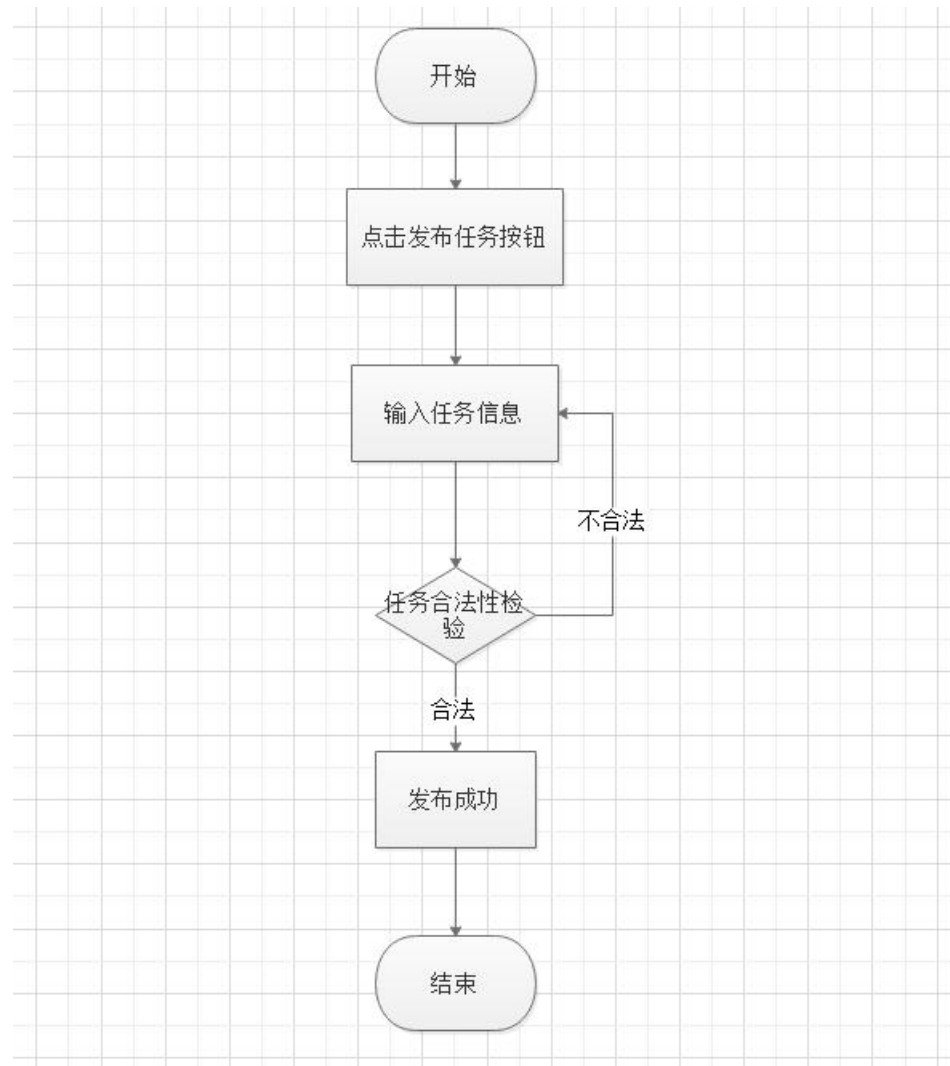 开始
点击发布任务按钮
输入任务信息
不合法
任务合法性检
验
合法
发布成功
结束